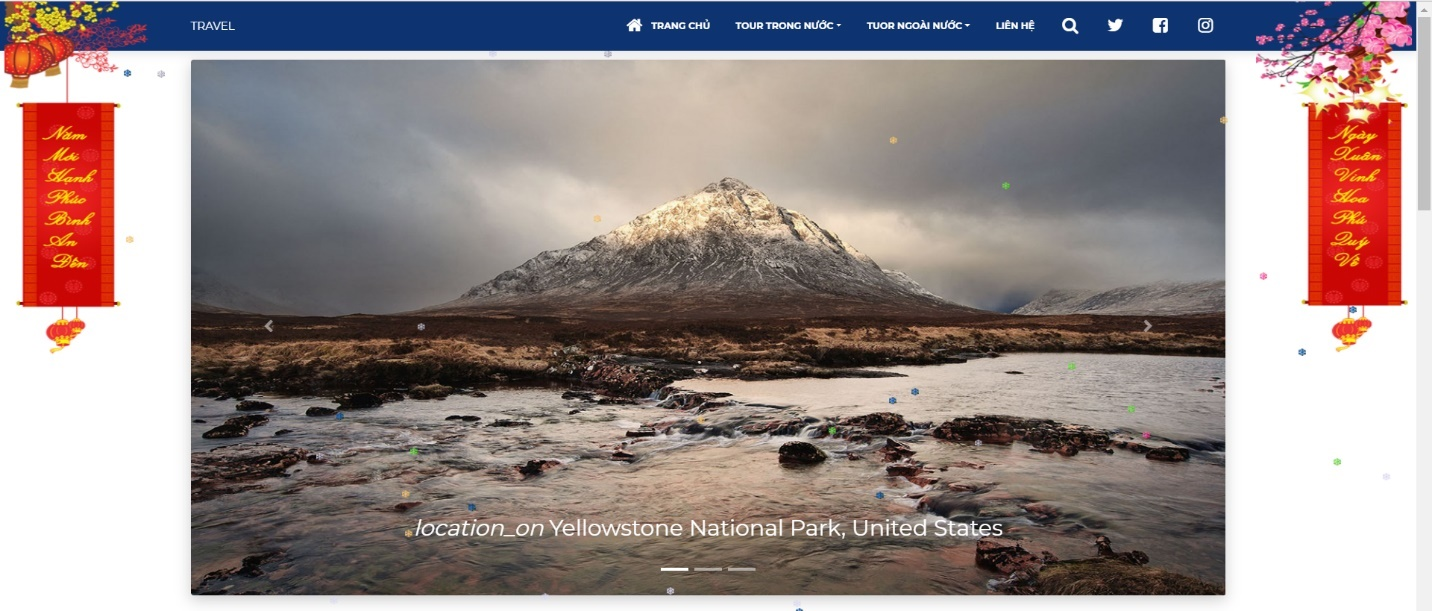 TRAVEL
TRANG CHỦ
TOUR TRONG NƯỚC
TUOR NGOÀI NƯỚC
LIÊN HỆ
Năm
Mới
Hạnh
Phúc
Bình
An
Đến
Ngày
Xuân
Vinh
Hoa
Phú
Quý
Về
location_on Yellowstone National Park, United States